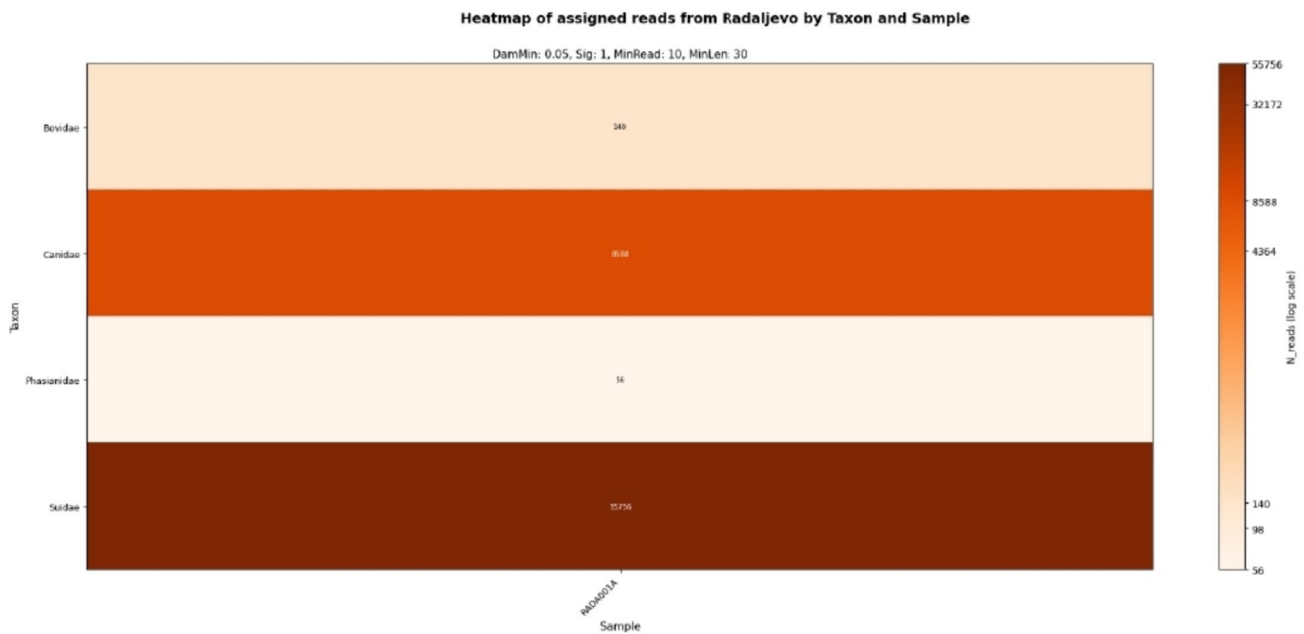 Heatmap of assigned reads from Radaljevo by Taxon and Sample
DamMin: 0.05, Sig: 1, MinRead: 10, MinLen: 30
Bovidae
140
Canidae
8588
Phasianidae
56
Suidae
55756
Taxon
RADA001A
Sample
55756
32172
8588
4364
140
98
56
N_reads (log scale)